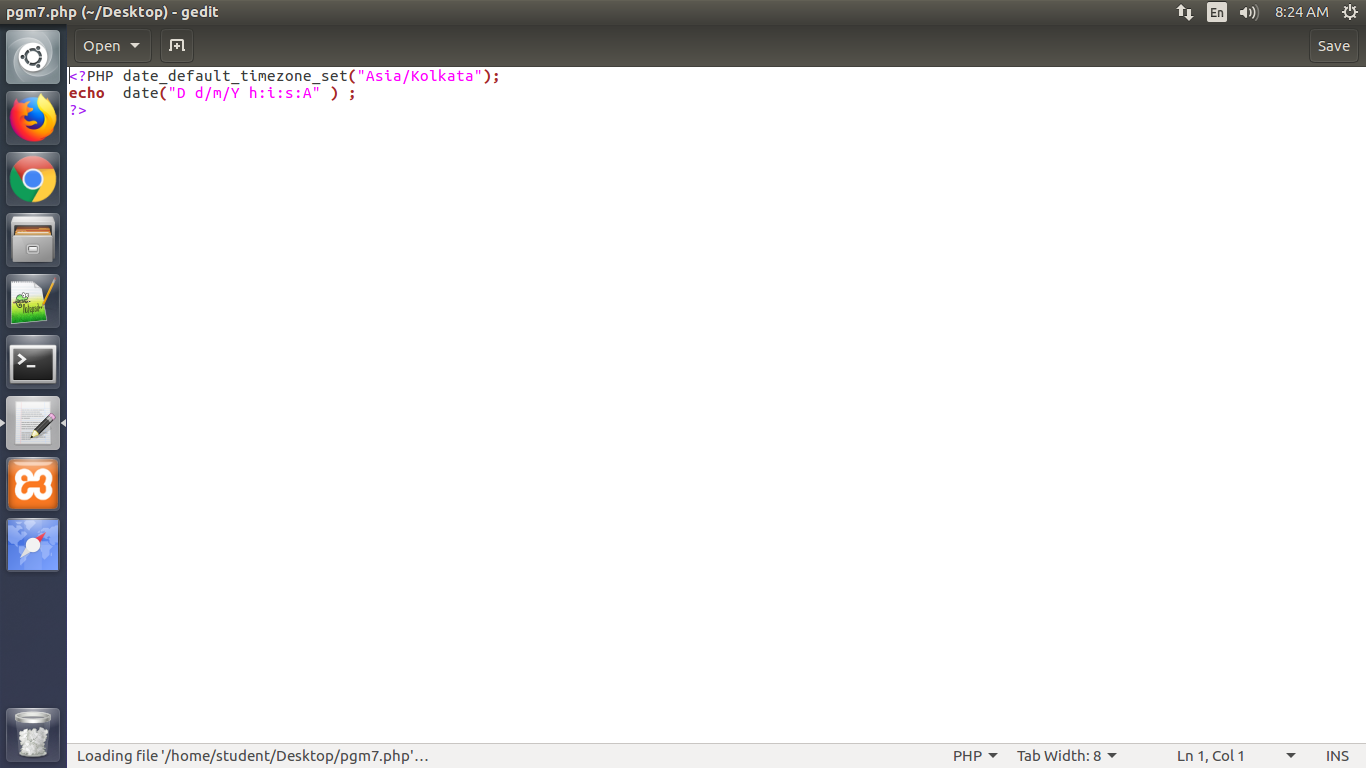 pgm7.php (~/Desktop) - gedit
En
8:24 AM
Open
Save
<?PHP date_default_timezone_set("Asia/Kolkata");
echo  date("D d/m/Y h:i:s:A" ) ;
?>
Loading file '/home/student/Desktop/pgm7.php'…
PHP
Tab Width: 8
Ln 1, Col 1
INS